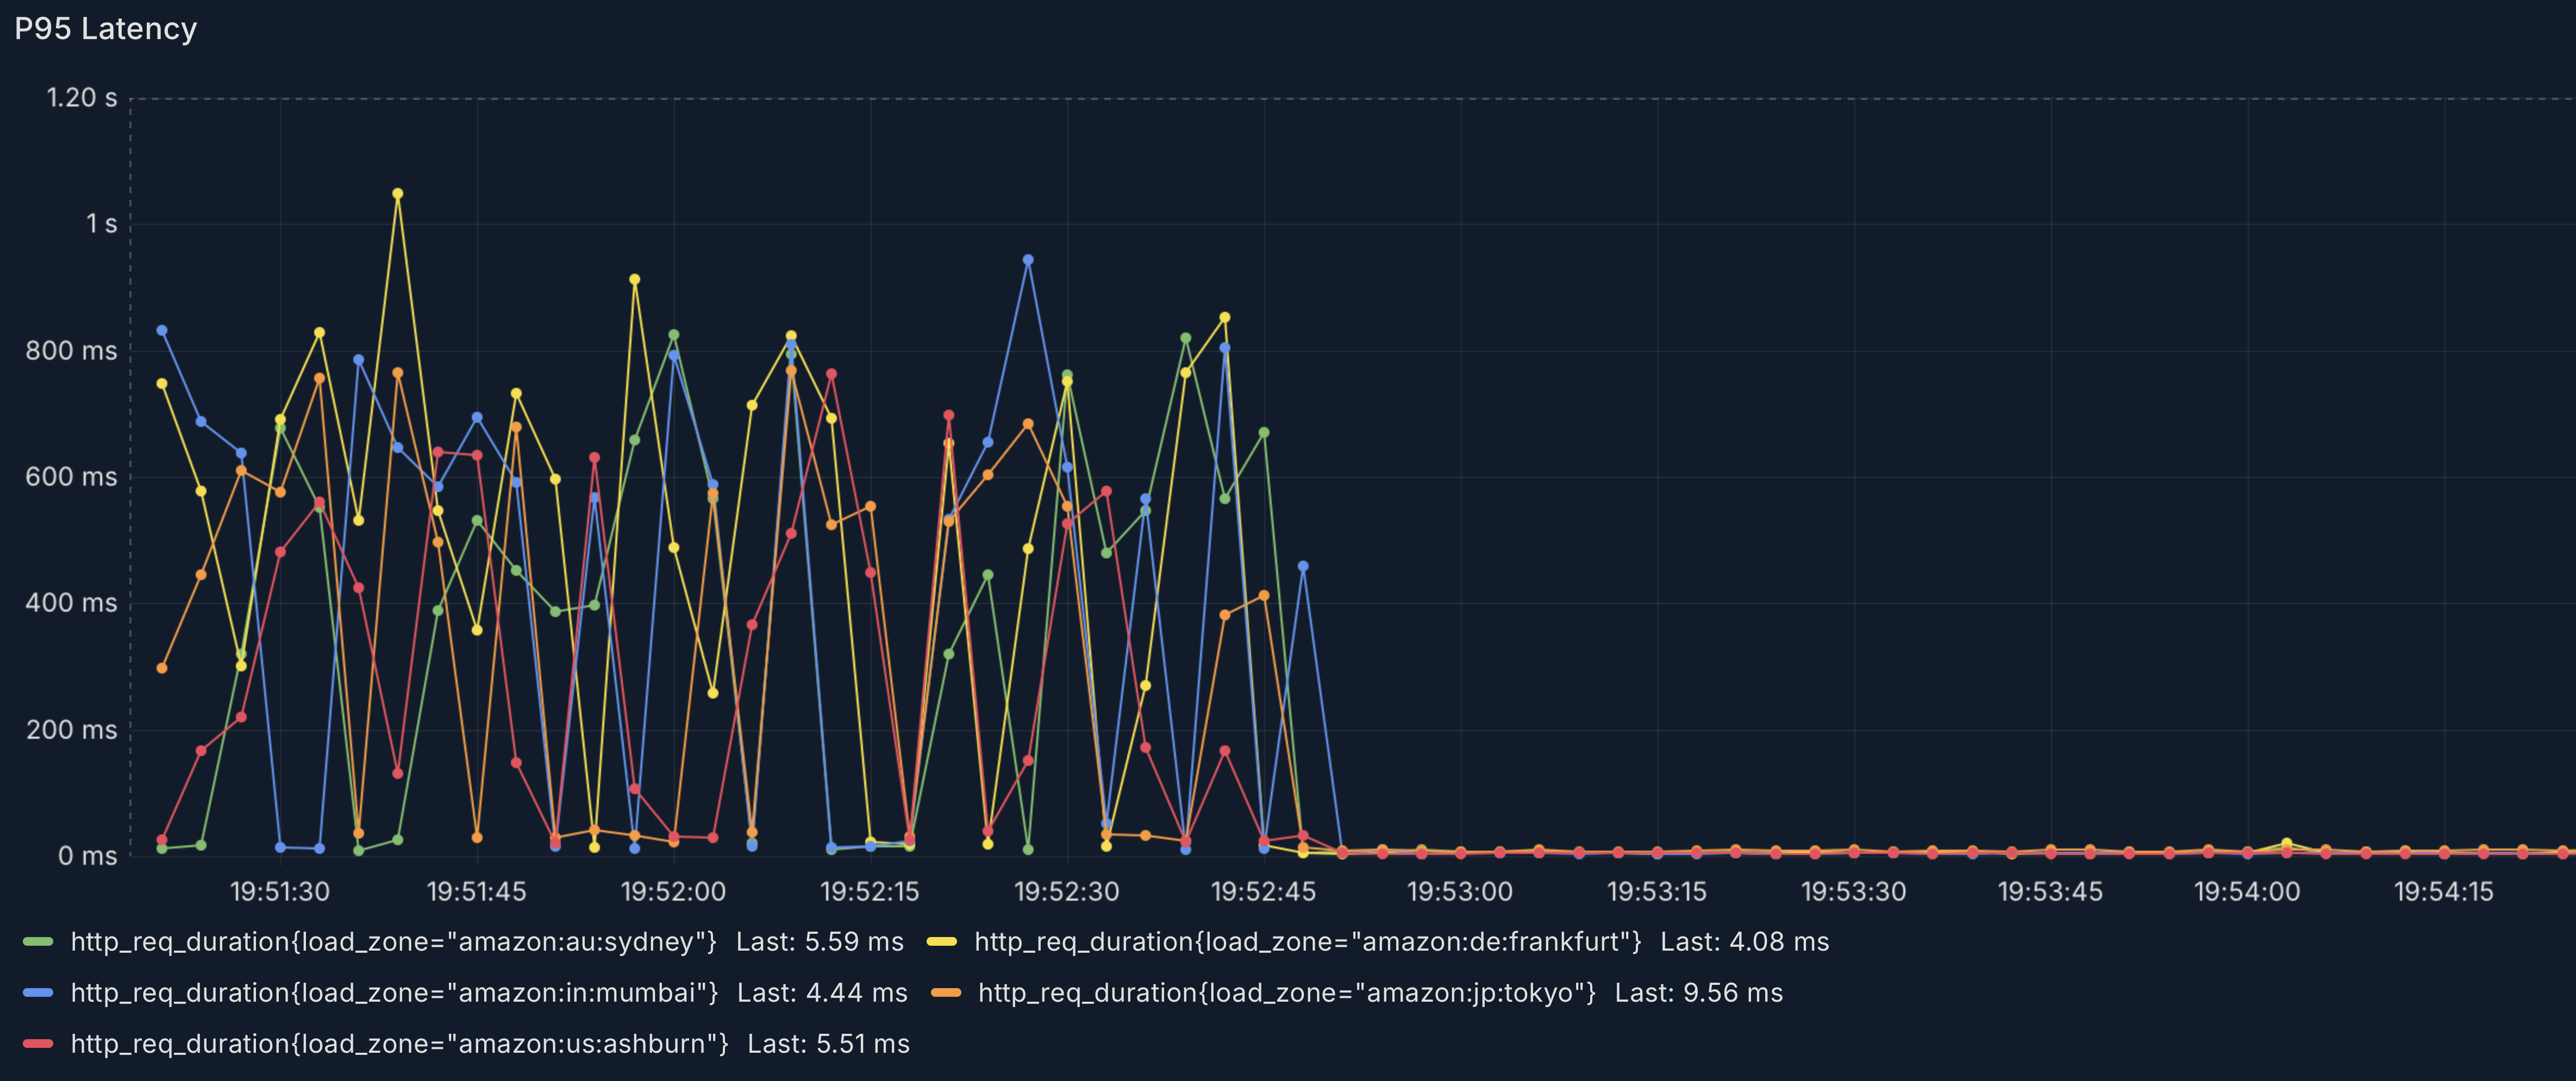 P95 Latency
1.20 s
1 s
800 ms
600 ms
400 ms
200 ms
0 ms
19:51:30 19:51:45 19:52:00 19:52:15 19:52:30 19:52:45 19:53:00 19:53:15 19:53:30 19:53:45 19:54:00 19:54:15
http_req_duration{load_zone="amazon:au:sydney"} Last: 5.59 ms http_req_duration{load_zone="amazon:de:frankfurt"} Last: 4.08 ms
http_req_duration{load_zone="amazon:in:mumbai"} Last: 4.44 ms http_req_duration{load_zone="amazon:jp:tokyo"} Last: 9.56 ms
http_req_duration{load_zone="amazon:us:ashburn"} Last: 5.51 ms